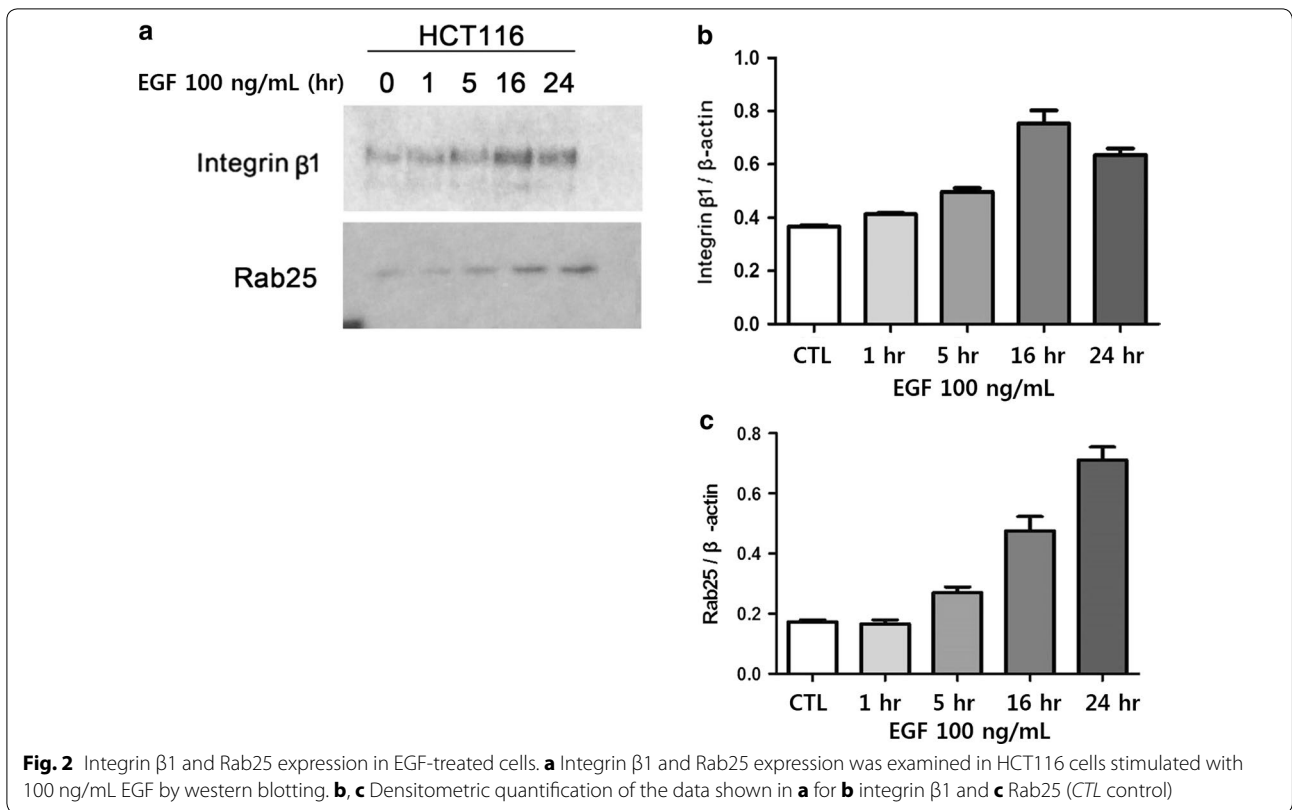 a
HCT116
EGF 100 ng/mL (hr) 0 1 5 16 24
Integrin β1
Rab25
b
Integrin β1 / β-actin
1.0
0.8
0.6
0.4
0.2
0.0
CTL 1 hr 5 hr 16 hr 24 hr
EGF 100 ng/mL
c
Rab25 / β -actin
0.8
0.6
0.4
0.2
0.0
CTL 1 hr 5 hr 16 hr 24 hr
EGF 100 ng/mL
Fig. 2 Integrin β1 and Rab25 expression in EGF-treated cells. a Integrin β1 and Rab25 expression was examined in HCT116 cells stimulated with
100 ng/mL EGF by western blotting. b, c Densitometric quantification of the data shown in a for b integrin β1 and c Rab25 (CTL control)